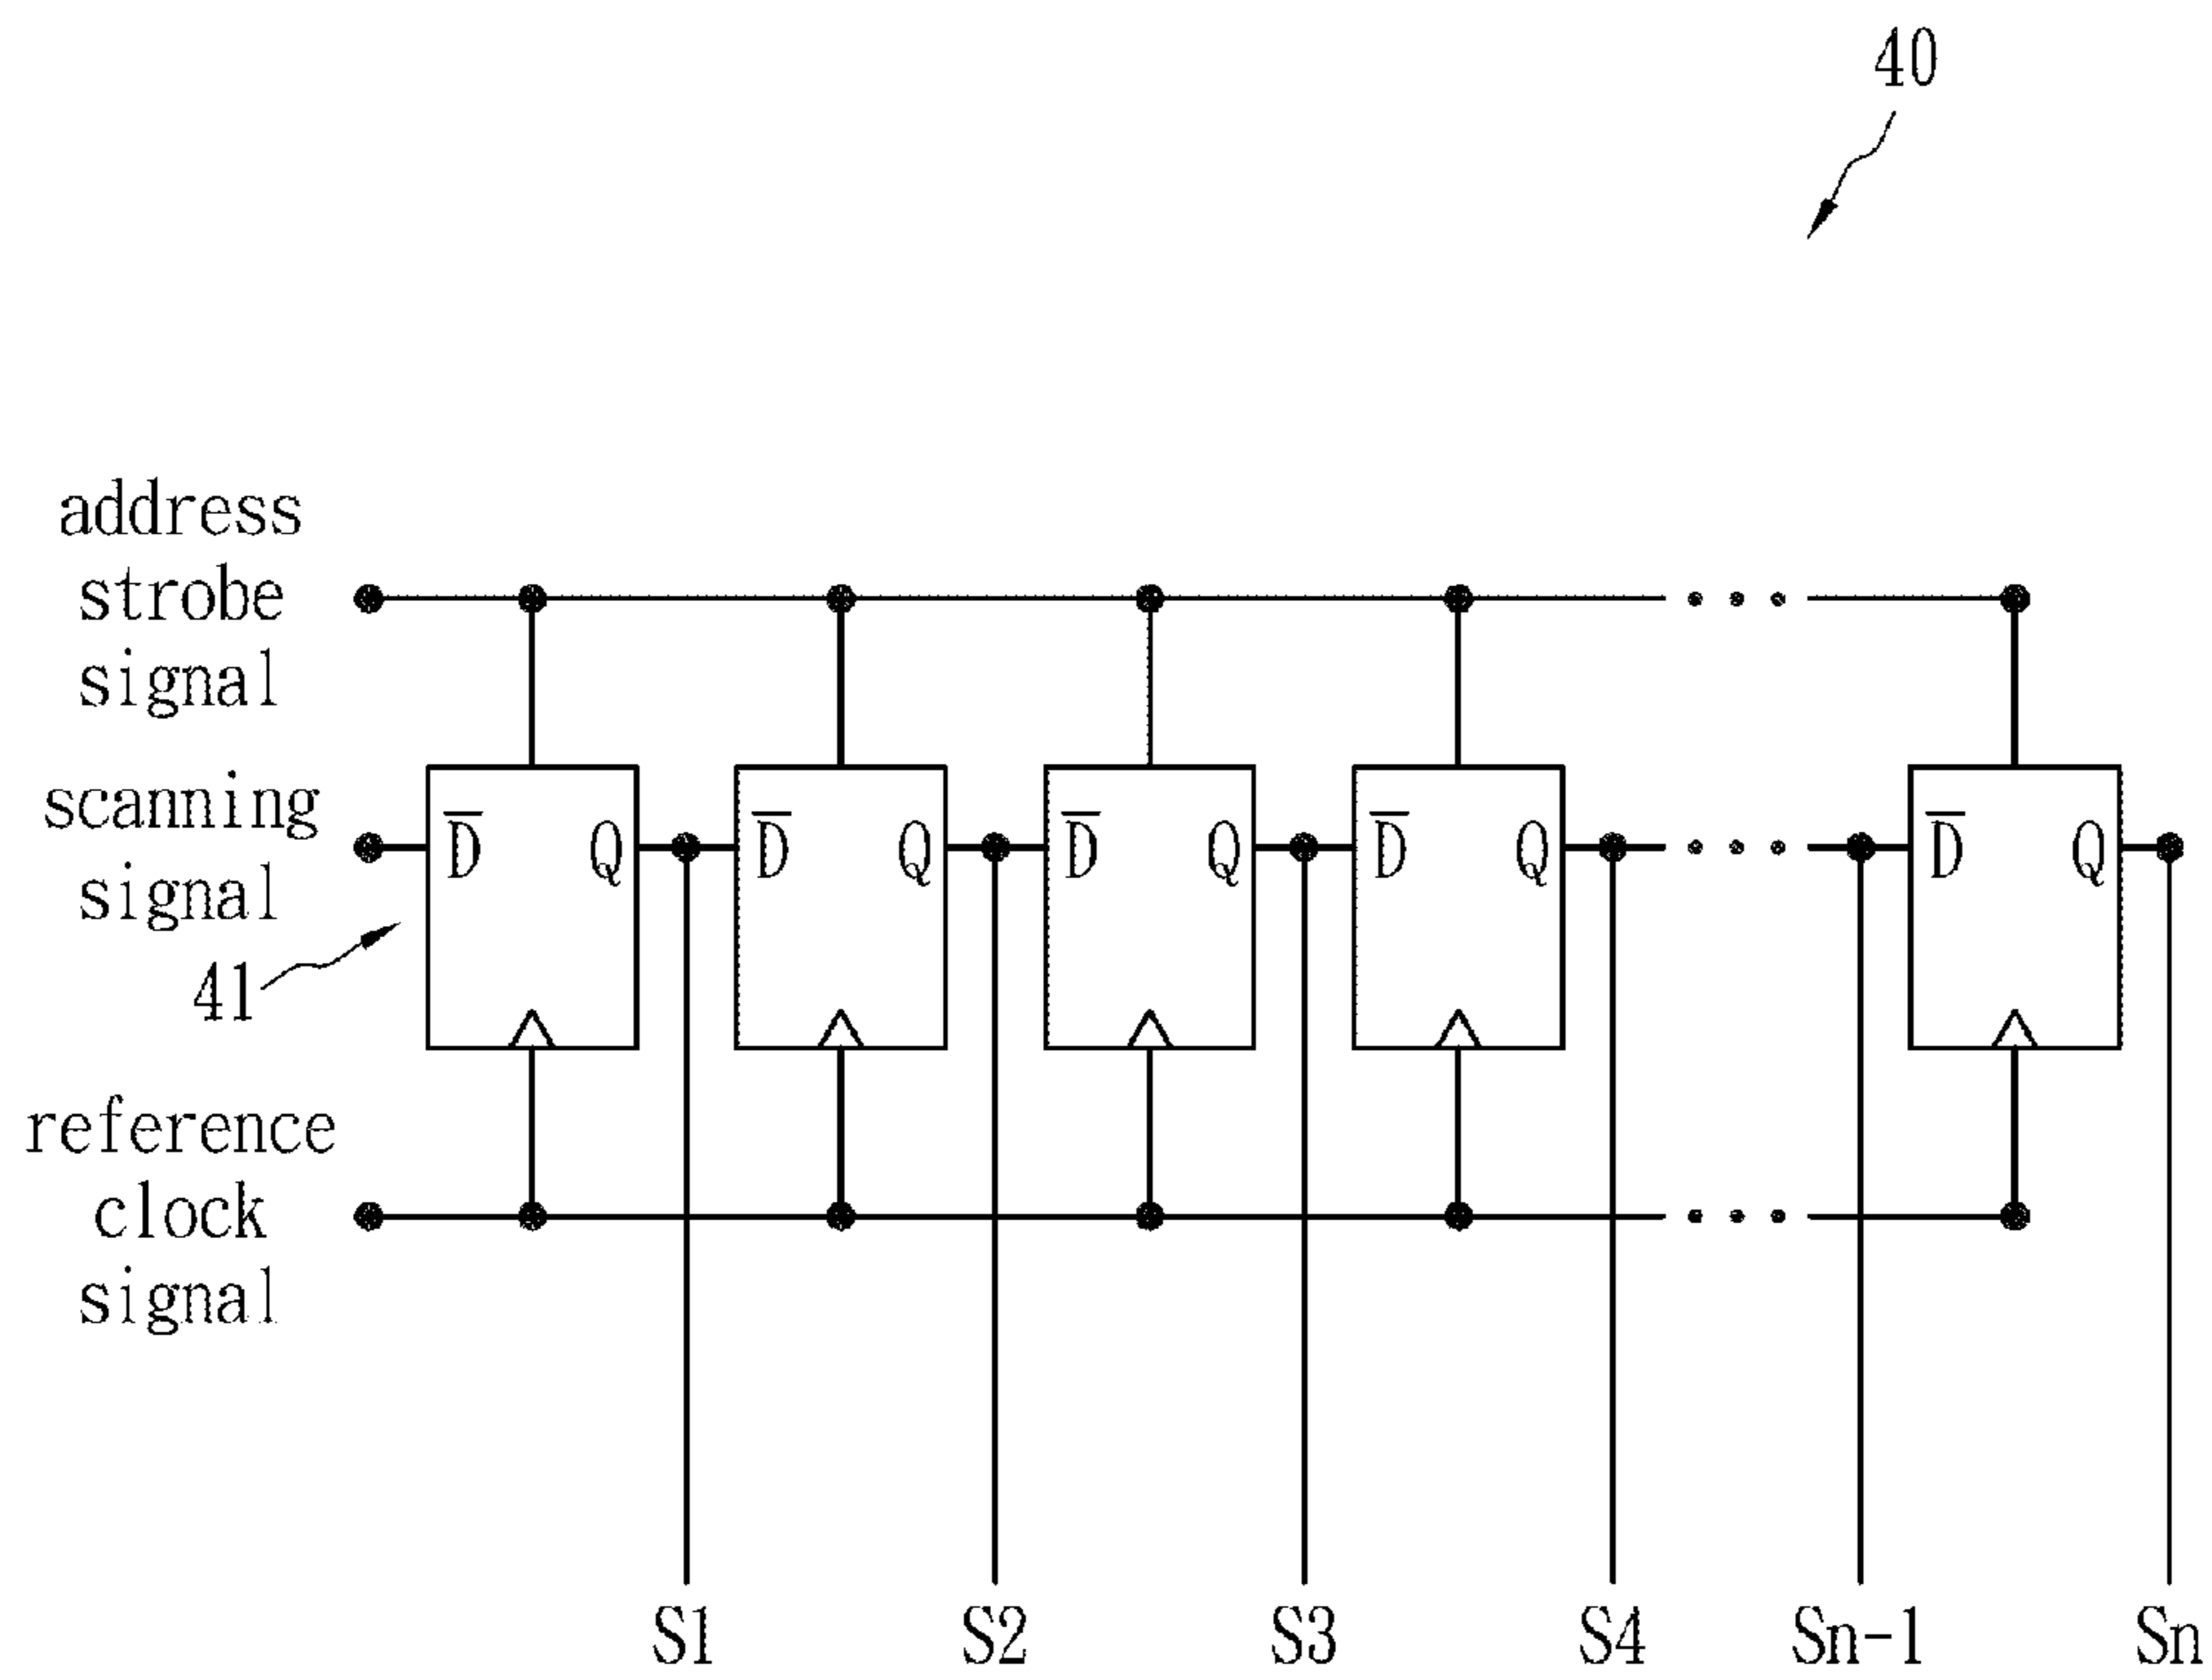 40
address
strobe
signal
scanning
signal
D̅ Q D̅ Q D̅ Q D̅ Q D̅ Q
41
reference
clock
signal
S1 S2 S3 S4 Sn-1 Sn